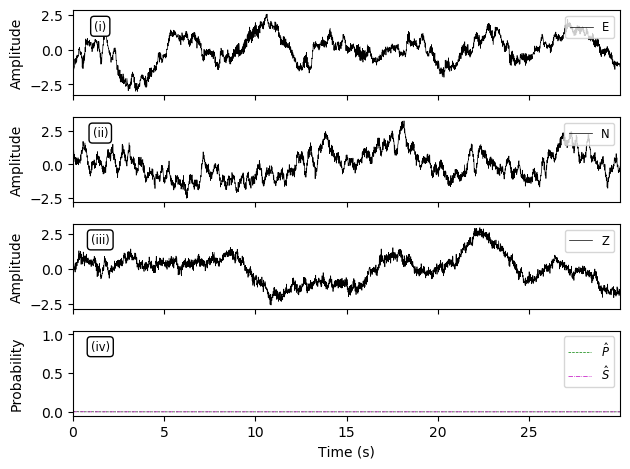 2.5
0.0
−2.5
Amplitude
(i)
E
2.5
0.0
−2.5
Amplitude
(ii)
N
2.5
0.0
−2.5
Amplitude
(iii)
Z
1.0
0.5
0.0
Probability
(iv)
P̂
Ŝ
0 5 10 15 20 25
Time (s)